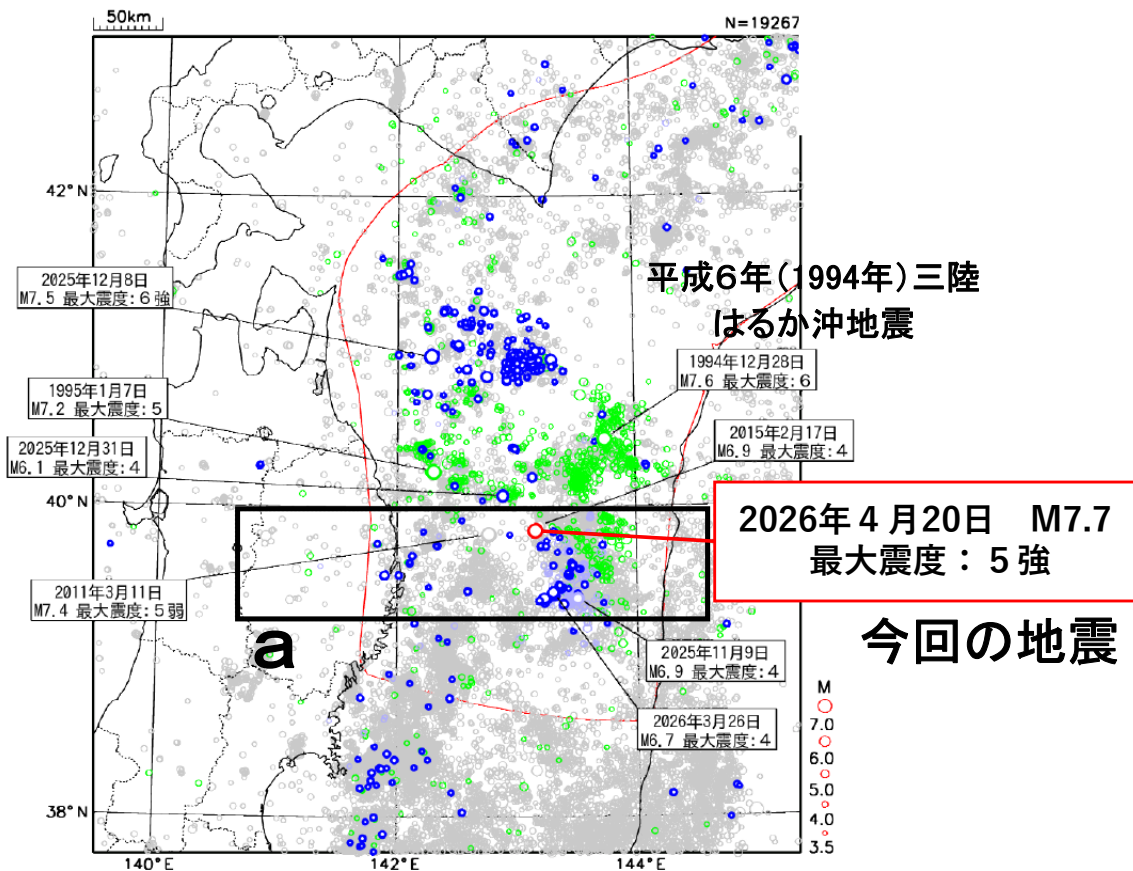 50km
N=19267
42°N
平成6年(1994年)三陸
はるか沖地震
2025年12月8日
M7.5 最大震度:6強
1994年12月28日
M7.6 最大震度:6
1995年1月7日
M7.2 最大震度:5
2015年2月17日
M6.9 最大震度:4
2025年12月31日
M6.1 最大震度:4
40°N
2026年4月20日 M7.7
最大震度:5強
2011年3月11日
M7.4 最大震度:5弱
a
今回の地震
2025年11月9日
M6.9 最大震度:4
2026年3月26日
M6.7 最大震度:4
M
7.0
6.0
5.0
4.0
3.5
38°N
140°E
142°E
144°E